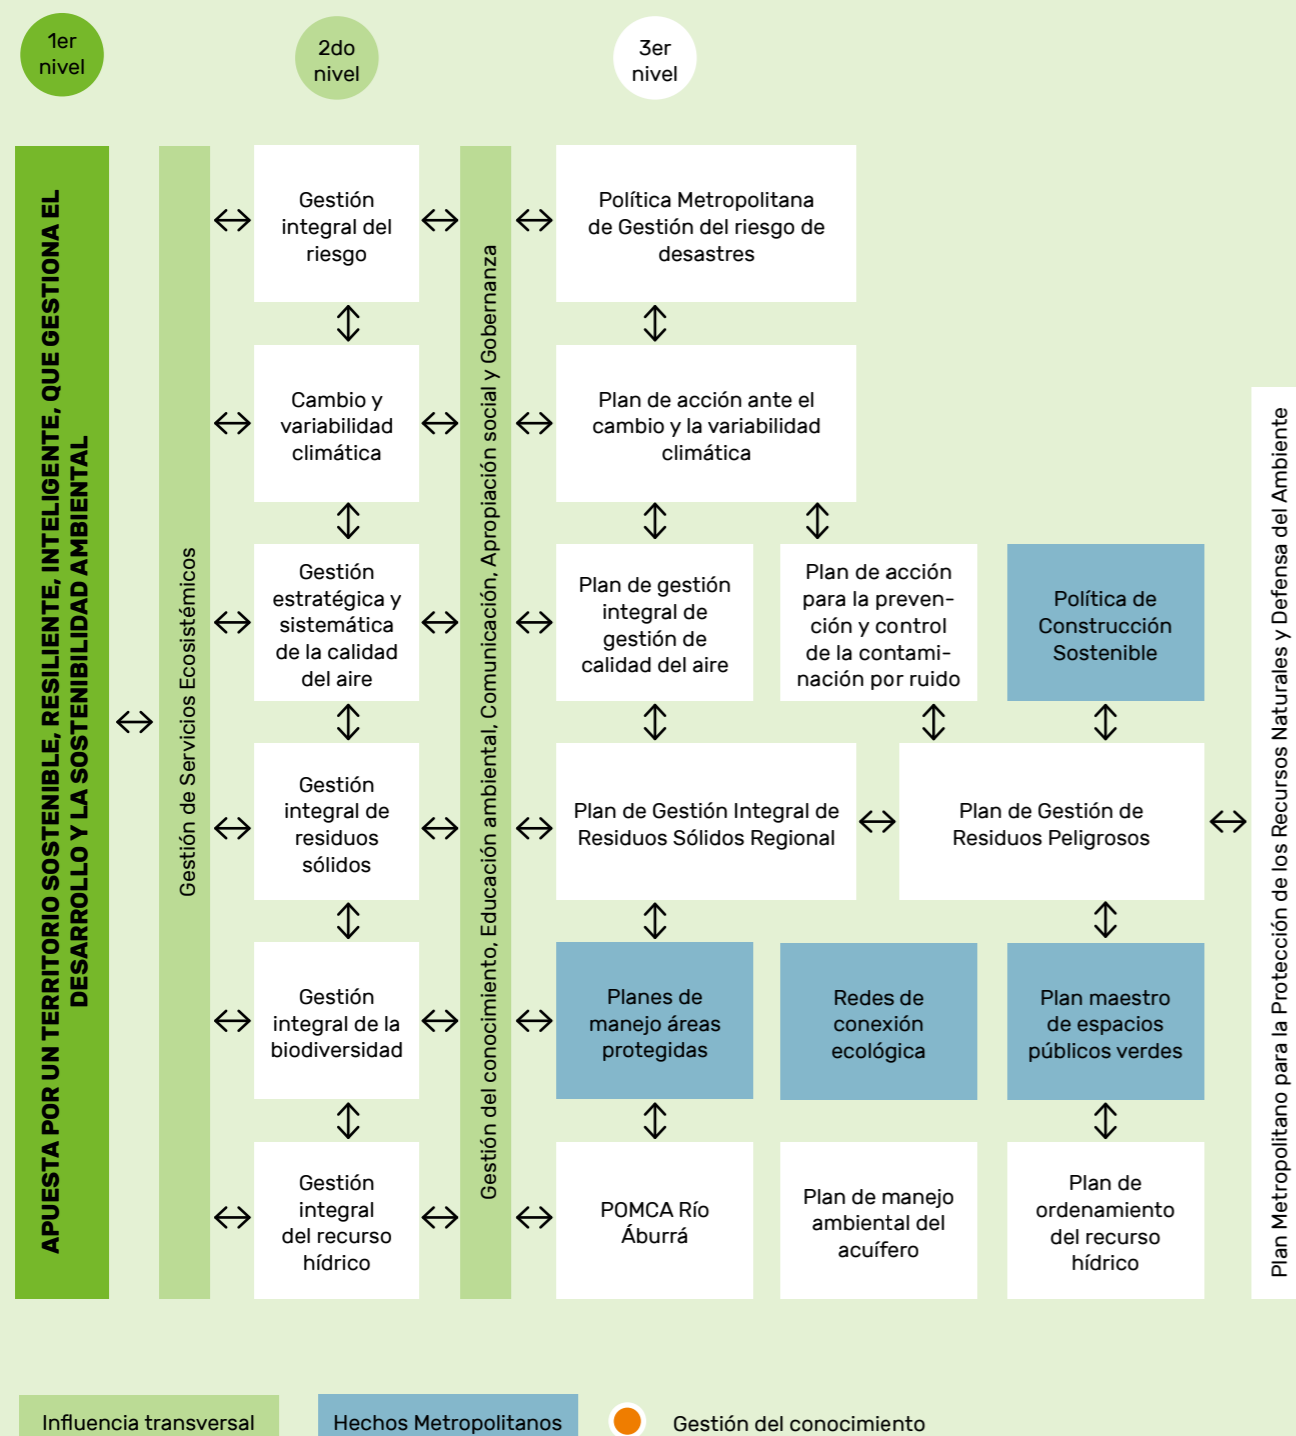 1er
nivel
2do
nivel
3er
nivel
APUESTA POR UN TERRITORIO SOSTENIBLE, RESILIENTE, INTELIGENTE, QUE GESTIONA EL
DESARROLLO Y LA SOSTENIBILIDAD AMBIENTAL
Gestión de Servicios Ecosistémicos
Gestión
integral del
riesgo
Cambio y
variabilidad
climática
Gestión
estratégica y
sistemática
de la calidad
del aire
Gestión
integral de
residuos
sólidos
Gestión
integral de la
biodiversidad
Gestión
integral
del recurso
hídrico
Gestión del conocimiento, Educación ambiental, Comunicación, Apropiación social y Gobernanza
Política Metropolitana
de Gestión del riesgo de
desastres
Plan de acción ante el
cambio y la variabilidad
climática
Plan de gestión
integral de
gestión de
calidad del aire
Plan de acción
para la preven-
ción y control
de la contami-
nación por ruido
Política de
Construcción
Sostenible
Plan de Gestión Integral de
Residuos Sólidos Regional
Plan de Gestión de
Residuos Peligrosos
Planes de
manejo áreas
protegidas
Redes de
conexión
ecológica
Plan maestro
de espacios
públicos verdes
POMCA Río
Áburrá
Plan de manejo
ambiental del
acuífero
Plan de
ordenamiento
del recurso
hídrico
Plan Metropolitano para la Protección de los Recursos Naturales y Defensa del Ambiente
Influencia transversal
Hechos Metropolitanos
Gestión del conocimiento